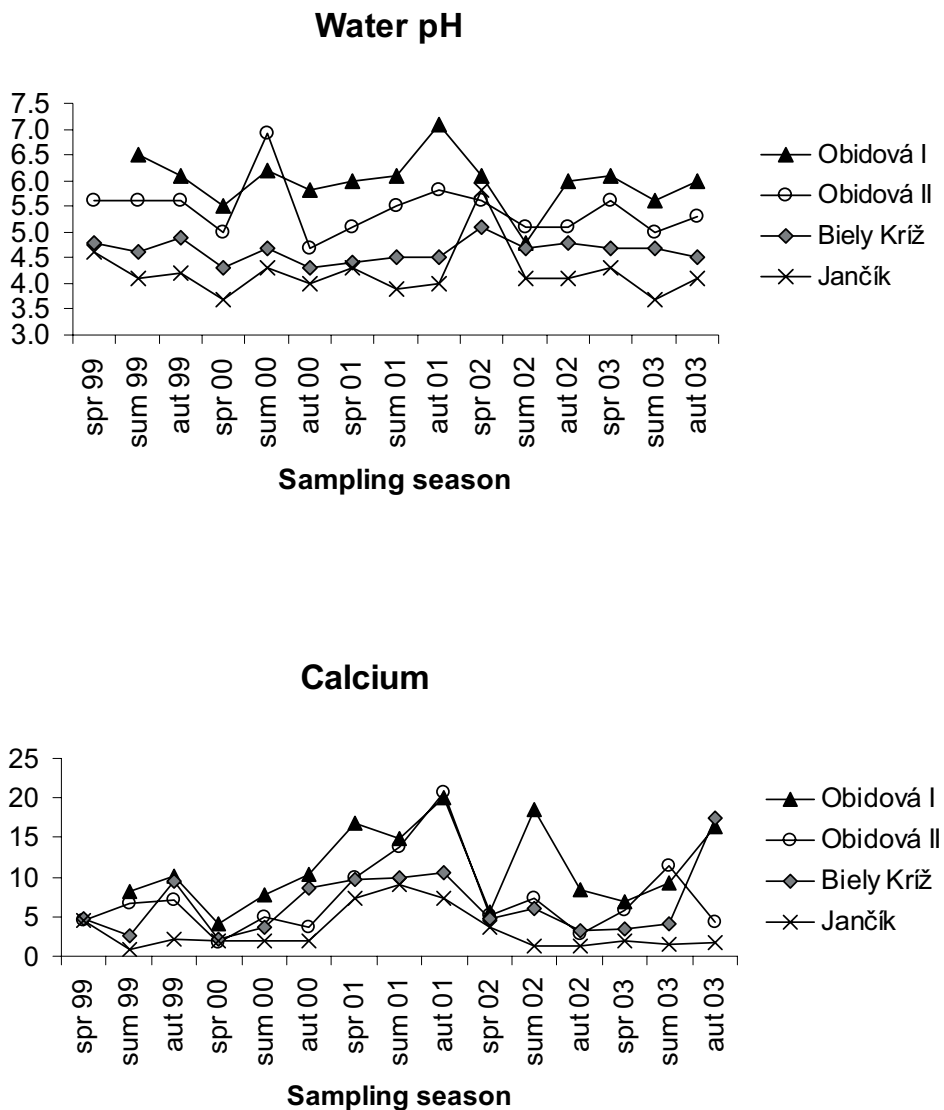 Water pH
7.5
7.0
6.5
6.0
5.5
5.0
4.5
4.0
3.5
3.0
Obidová I
Obidová II
Biely Kríž
Jančík
spr 99
sum 99
aut 99
spr 00
sum 00
aut 00
spr 01
sum 01
aut 01
spr 02
sum 02
aut 02
spr 03
sum 03
aut 03
Sampling season
Calcium
25
20
15
10
5
0
Obidová I
Obidová II
Biely Kríž
Jančík
spr 99
sum 99
aut 99
spr 00
sum 00
aut 00
spr 01
sum 01
aut 01
spr 02
sum 02
aut 02
spr 03
sum 03
aut 03
Sampling season